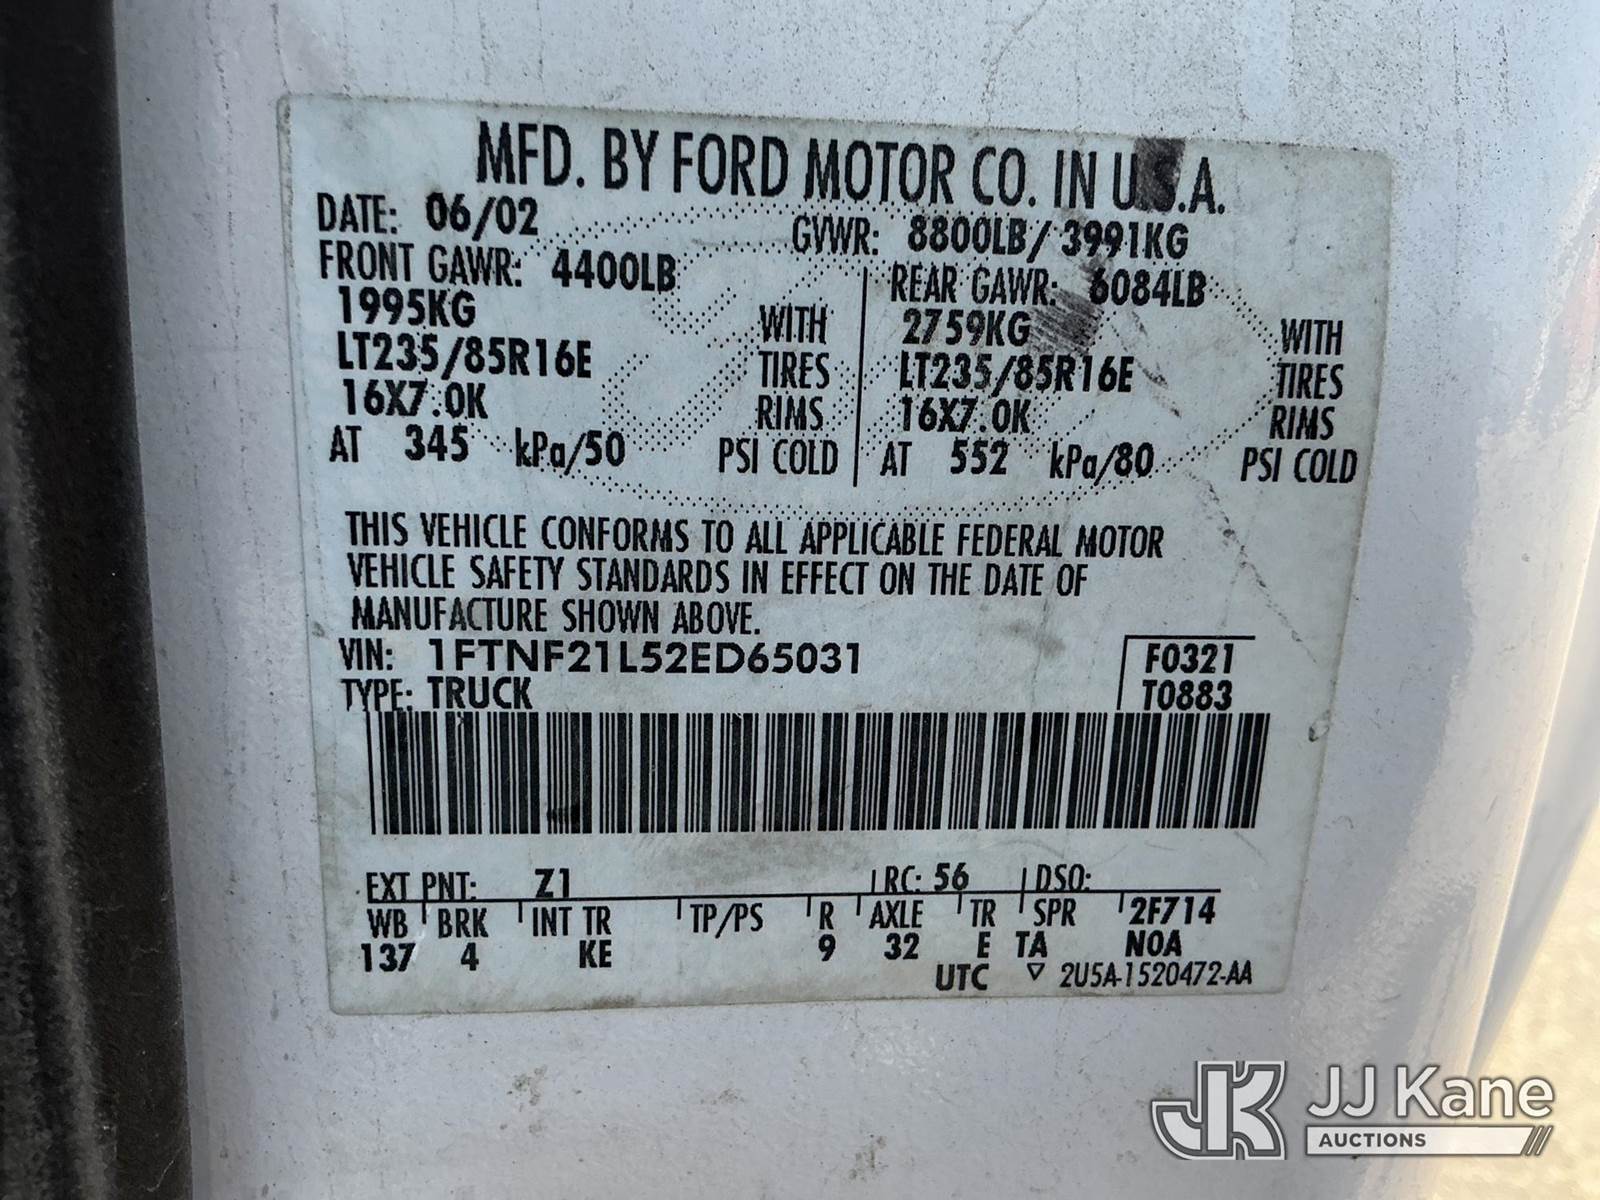 MFD. BY FORD MOTOR CO. IN U.S.A.
DATE: 06/02 GVWR: 8800LB/ 3991KG
FRONT GAWR: 4400LB REAR GAWR: 6084LB
1995KG WITH 2759KG WITH
LT235/85R16E TIRES LT235/85R16E TIRES
16X7.0K RIMS 16X7.0K RIMS
AT 345 kPa/50 PSI COLD AT 552 kPa/80 PSI COLD
THIS VEHICLE CONFORMS TO ALL APPLICABLE FEDERAL MOTOR
VEHICLE SAFETY STANDARDS IN EFFECT ON THE DATE OF
MANUFACTURE SHOWN ABOVE.
VIN: 1FTNF21L52ED65031 F0321
TYPE: TRUCK T0883
EXT PNT: Z1 RC: 56 DSO:
WB BRK INT TR TP/PS R AXLE TR SPR 2F714
137 4 KE 9 32 E TA N0A
UTC ▽ 2U5A-1520472-AA
JK JJ Kane
AUCTIONS